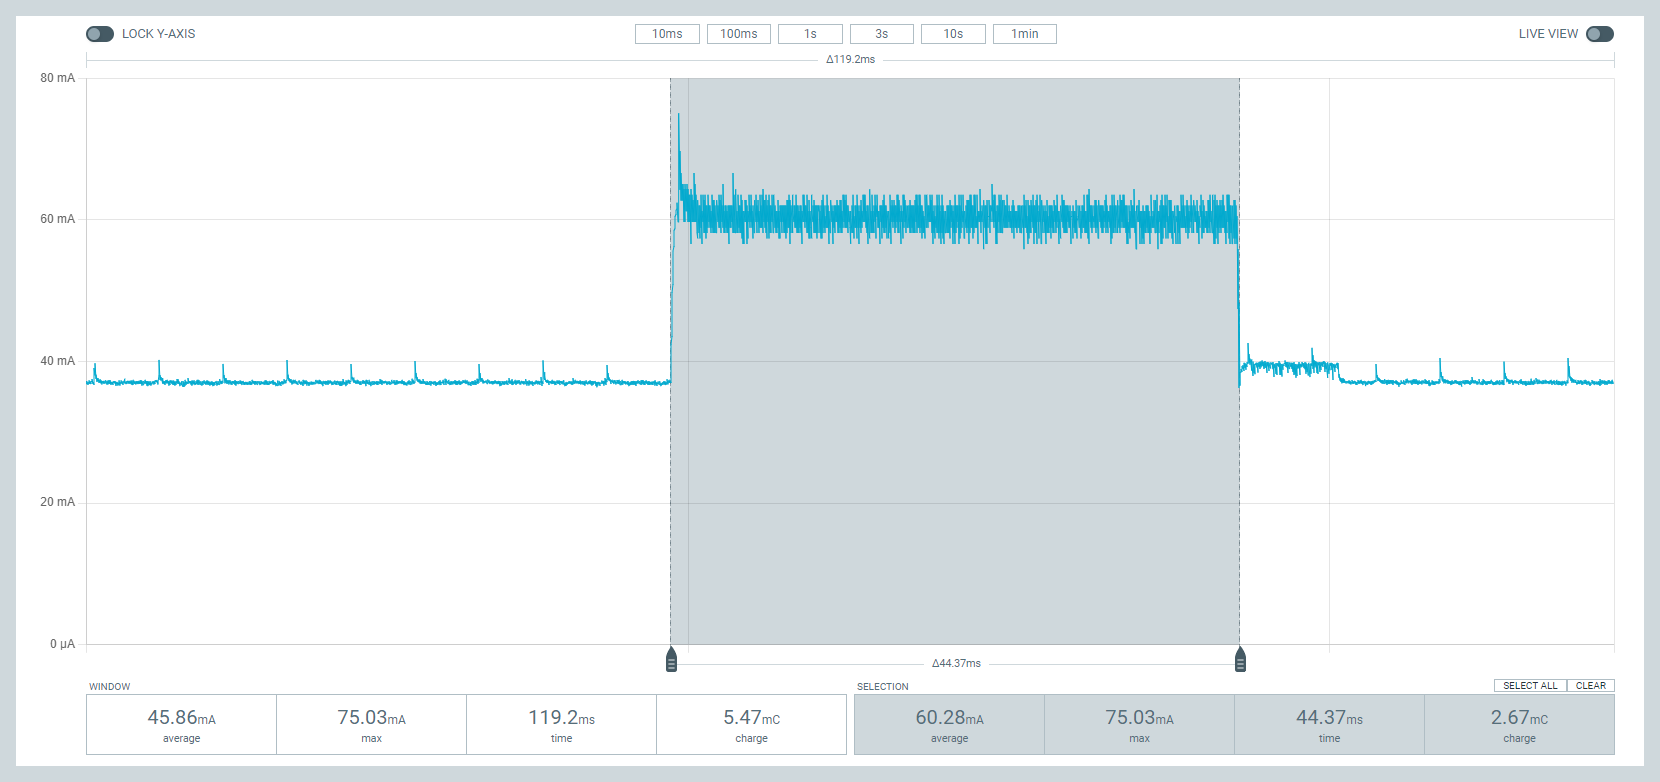 LOCK Y-AXIS 10ms 100ms 1s 3s 10s 1min LIVE VIEW
Δ119.2ms
80 mA
60 mA
40 mA
20 mA
0 µA
Δ44.37ms
WINDOW SELECTION SELECT ALL CLEAR
45.86mA 75.03mA 119.2ms 5.47mC 60.28mA 75.03mA 44.37ms 2.67mC
average max time charge average max time charge